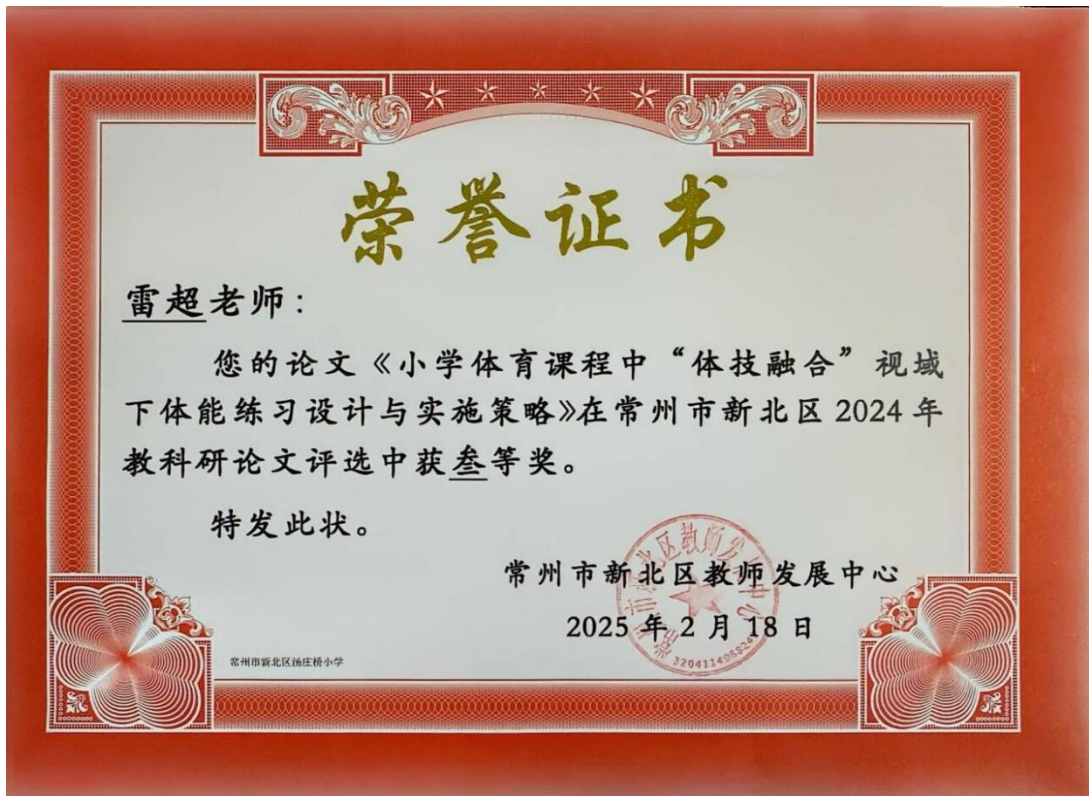 荣誉证书
雷超老师：
您的论文《小学体育课程中“体技融合”视域
下体能练习设计与实施策略》在常州市新北区2024年
教科研论文评选中获叁等奖。
特发此状。
常州市新北区教师发展中心
2025年2月18日
常州市新北区汤庄桥小学